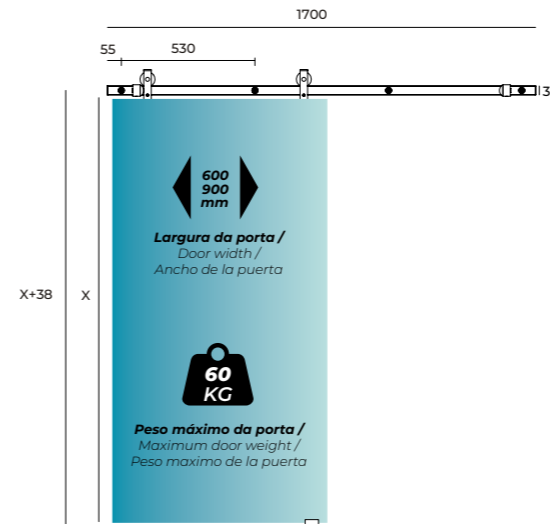 1700
55
530
3
600
900
mm
Largura da porta /
Door width /
Ancho de la puerta
X+38
X
60
KG
Peso máximo da porta /
Maximum door weight /
Peso maximo de la puerta